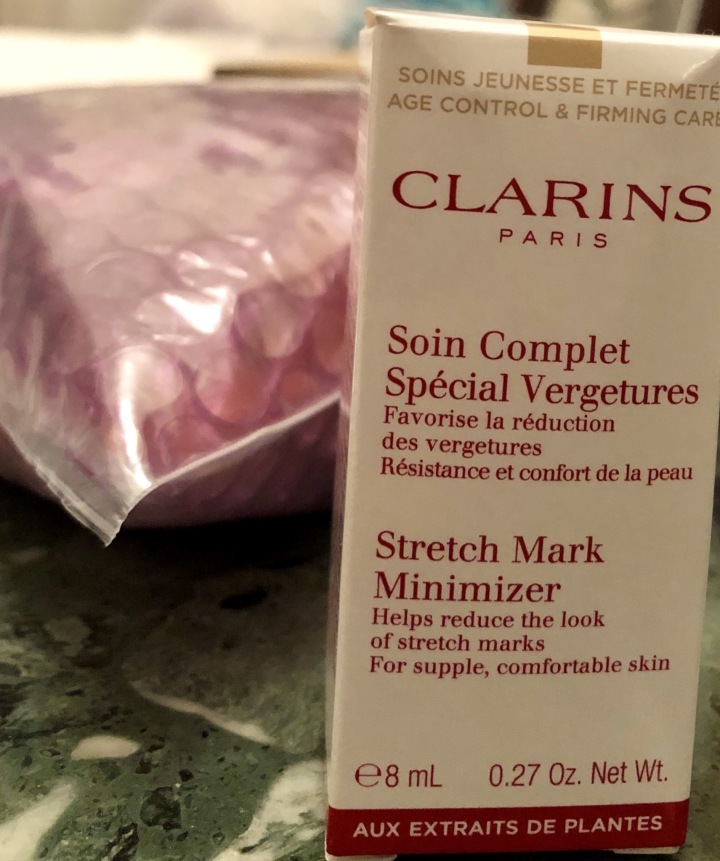 SOINS JEUNESSE ET FERMETÉ
AGE CONTROL & FIRMING CARE
CLARINS
PARIS
Soin Complet
Spécial Vergetures
Favorise la réduction
des vergetures
Résistance et confort de la peau
Stretch Mark
Minimizer
Helps reduce the look
of stretch marks
For supple, comfortable skin
℮8 mL 0.27 Oz. Net Wt.
AUX EXTRAITS DE PLANTES